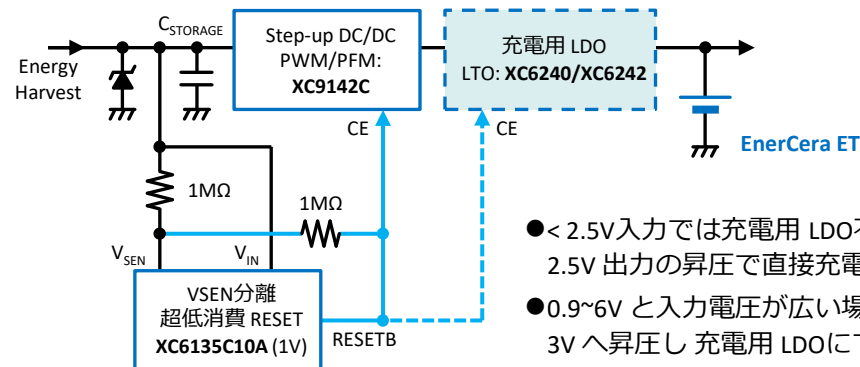 C_STORAGE
Energy
Harvest
Step-up DC/DC
PWM/PFM:
XC9142C
充電用 LDO
LTO: XC6240/XC6242
CE
CE
EnerCera ET
1MΩ
1MΩ
V_SEN
V_IN
VSEN分離
超低消費 RESET
XC6135C10A (1V)
RESETB
●< 2.5V入力では充電用 LDO
2.5V 出力の昇圧で直接充電
●0.9~6V と入力電圧が広い場
3V へ昇圧し 充電用 LDOに